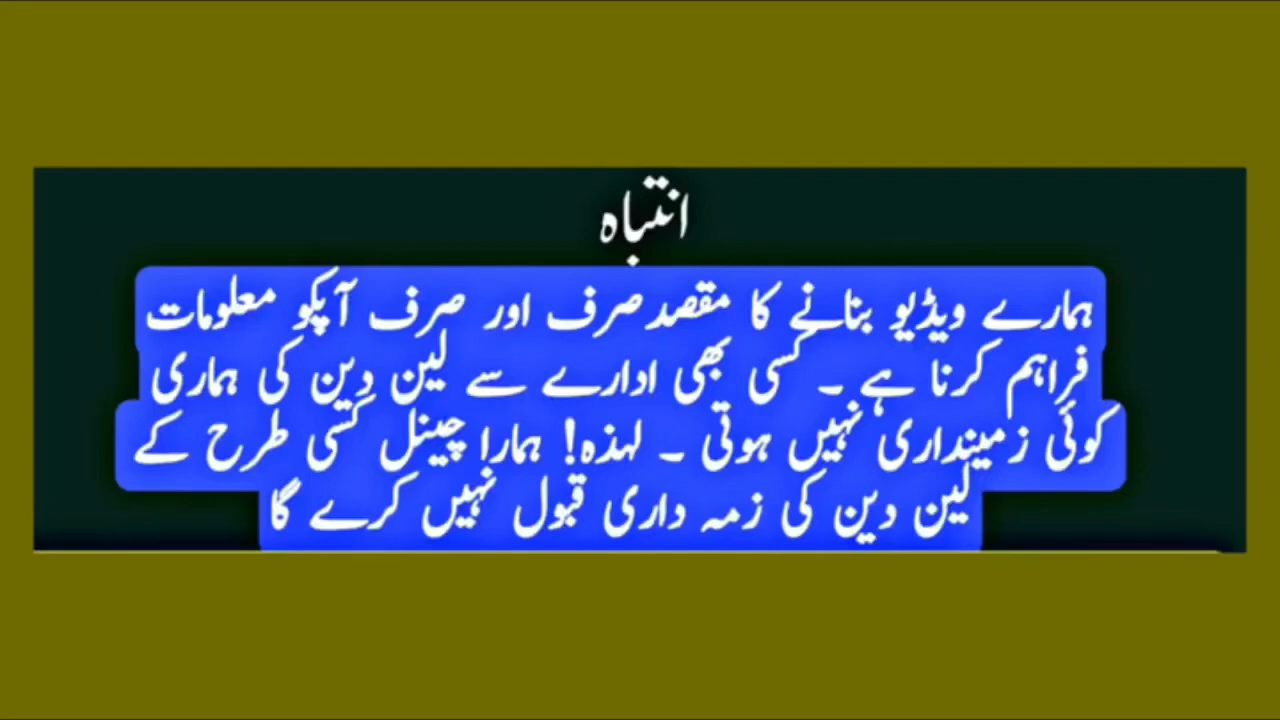 انتباہ
ہمارے ویڈیو بنانے کا مقصد صرف اور صرف آپکو معلومات
فراہم کرنا ہے ۔ کسی بھی ادارے سے لین دین کی ہماری
کوئی زمینداری نہیں ہوتی ۔ لہذہ! ہمارا چینل کسی طرح کے
لین دین کی زمہ داری قبول نہیں کرے گا